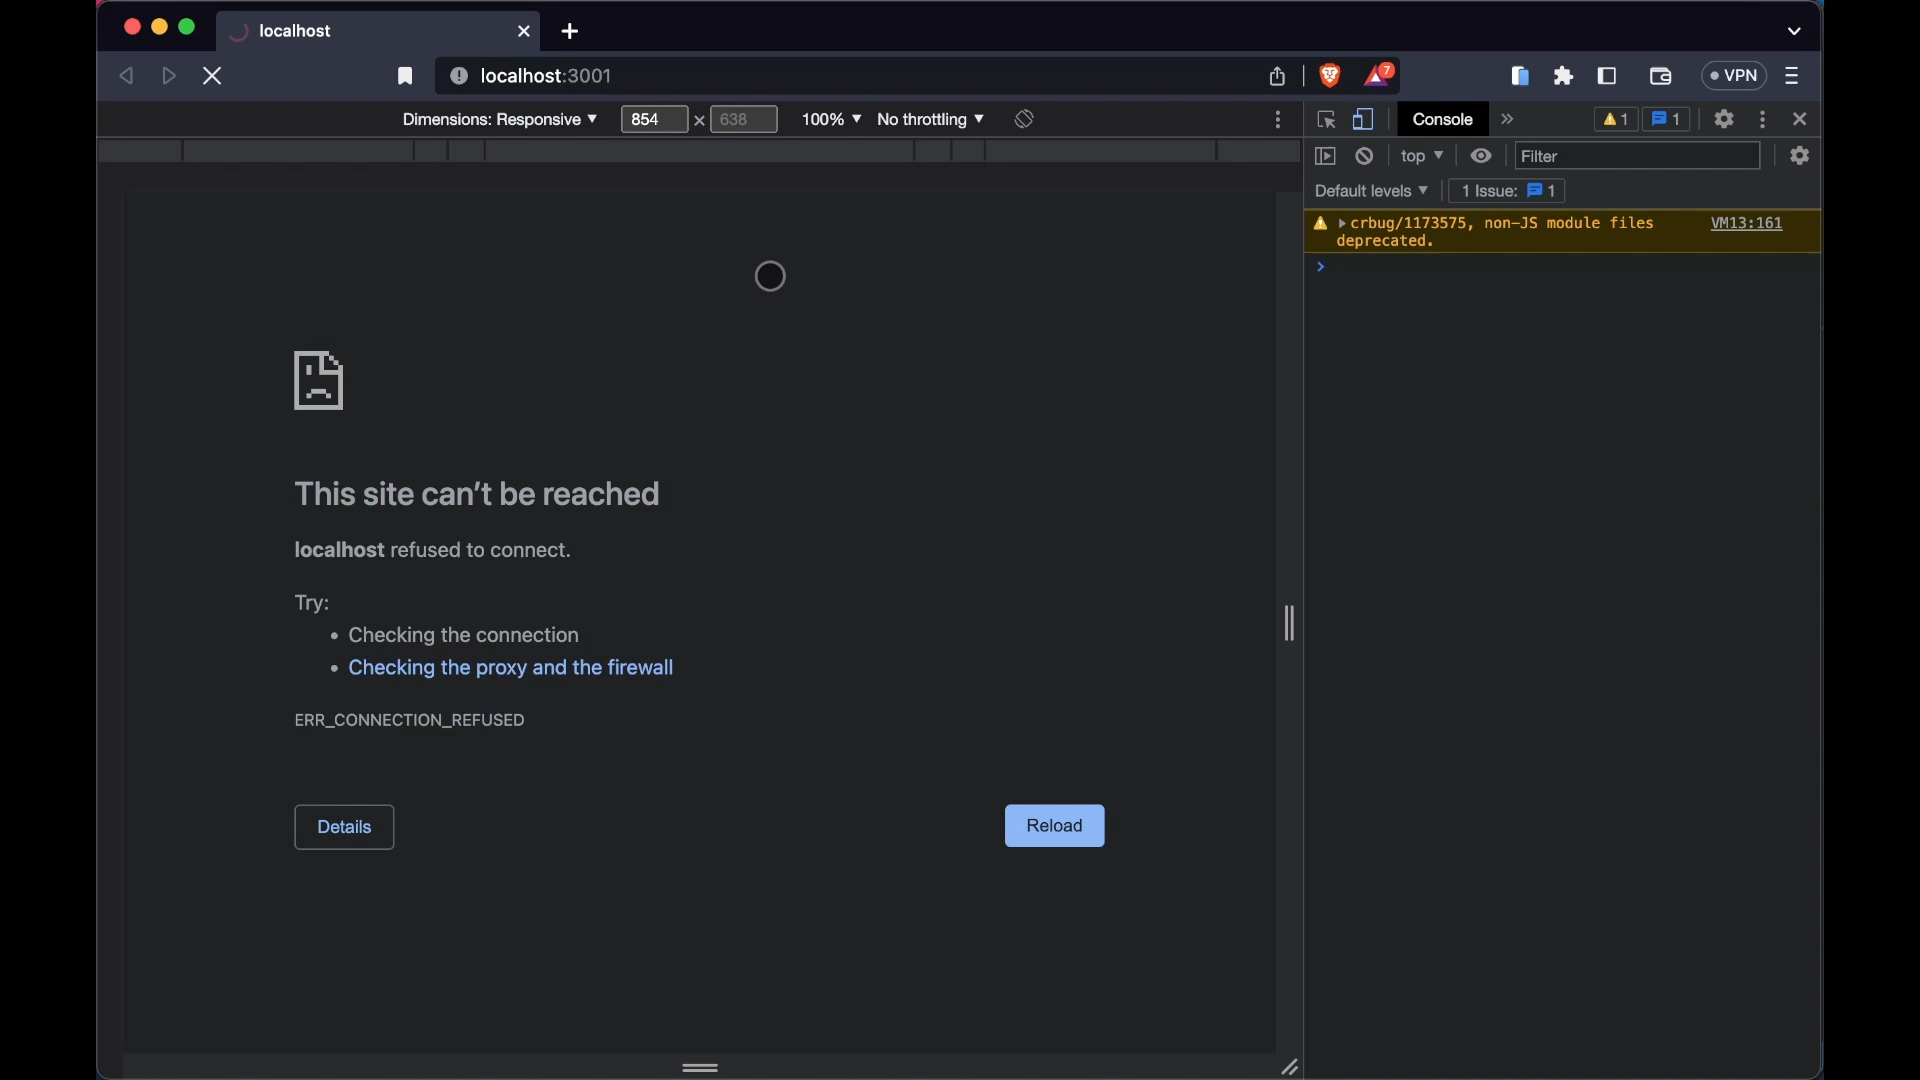 localhost
localhost:3001
7
VPN
Dimensions: Responsive
854
×
638
100%
No throttling
Console
1
1
top
Filter
Default levels
1 Issue:
1
crbug/1173575, non-JS module files
deprecated.
VM13:161
This site can't be reached
localhost refused to connect.
Try:
• Checking the connection
• Checking the proxy and the firewall
ERR_CONNECTION_REFUSED
Details
Reload